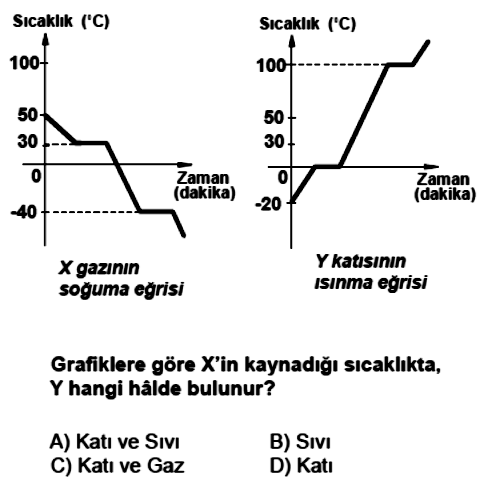 Sıcaklık (°C)
100
50
30
0
-40
Zaman
(dakika)
X gazının
soğuma eğrisi
Sıcaklık (°C)
100
50
30
0
-20
Zaman
(dakika)
Y katısının
ısınma eğrisi
Grafiklere göre X’in kaynadığı sıcaklıkta,
Y hangi hâlde bulunur?
A) Katı ve Sıvı
B) Sıvı
C) Katı ve Gaz
D) Katı